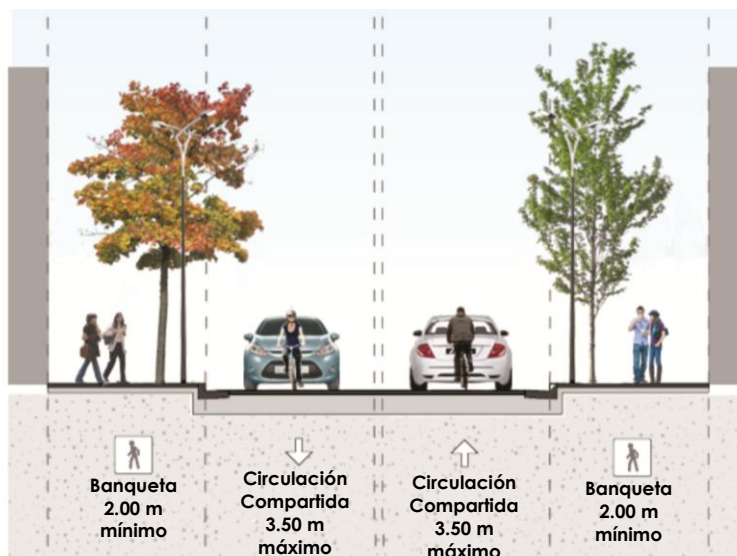 Banqueta
2.00 m
mínimo
Circulación
Compartida
3.50 m
máximo
Circulación
Compartida
3.50 m
máximo
Banqueta
2.00 m
mínimo